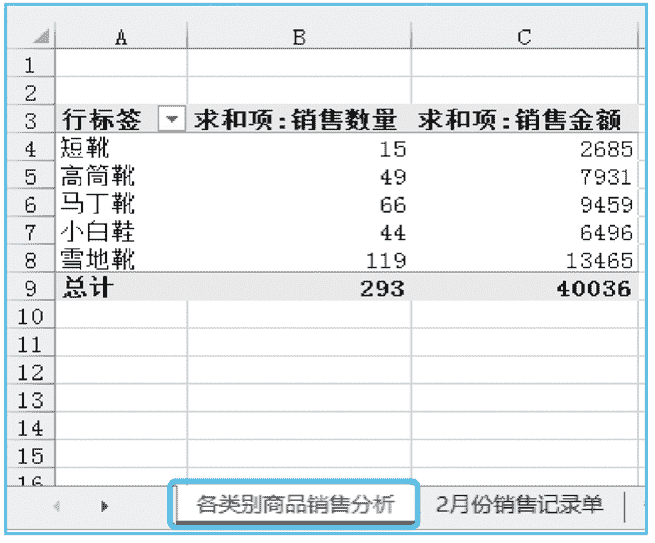 A B C
1
2
3 行标签 求和项:销售数量 求和项:销售金额
4 短靴 15 2685
5 高筒靴 49 7931
6 马丁靴 66 9459
7 小白鞋 44 6496
8 雪地靴 119 13465
9 总计 293 40036
10
11
12
13
14
15
16
各类别商品销售分析 2月份销售记录单